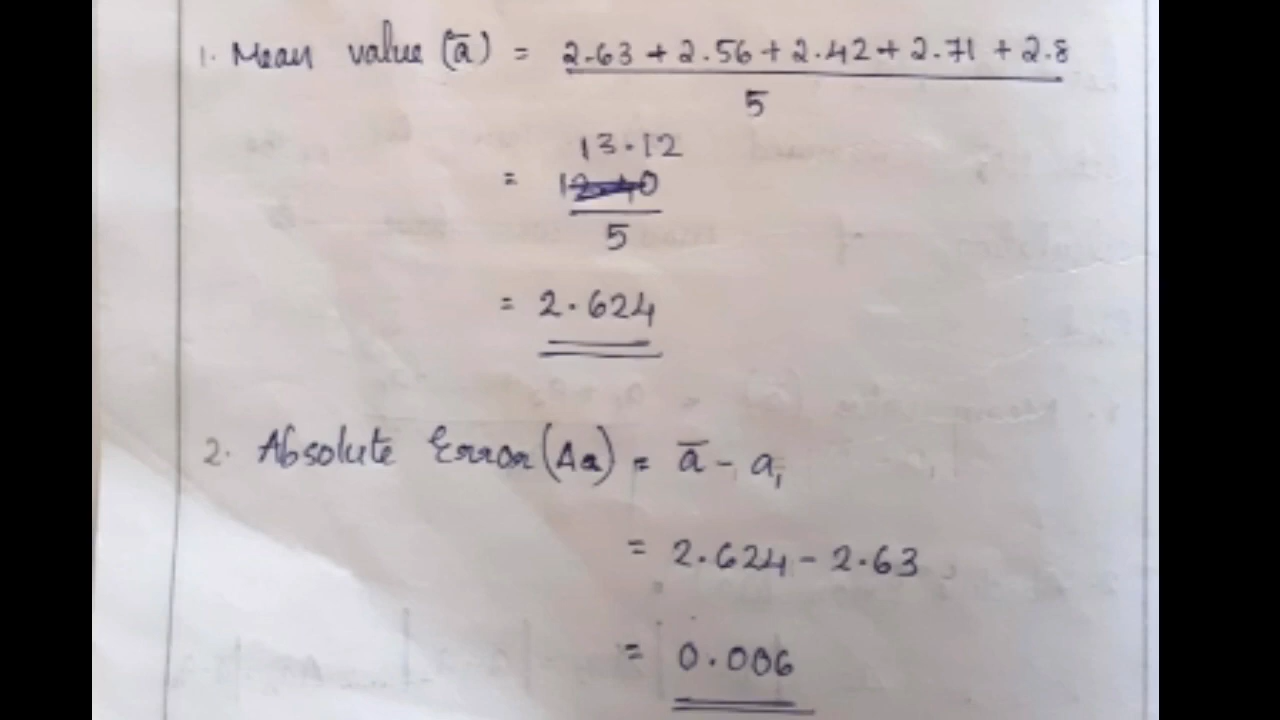 1. Mean value (a̅) = 2.63 + 2.56 + 2.42 + 2.71 + 2.8
5
13.12
=
5
= 2.624
2. Absolute Error (Δa) = a̅ - a₁
= 2.624 - 2.63
= 0.006